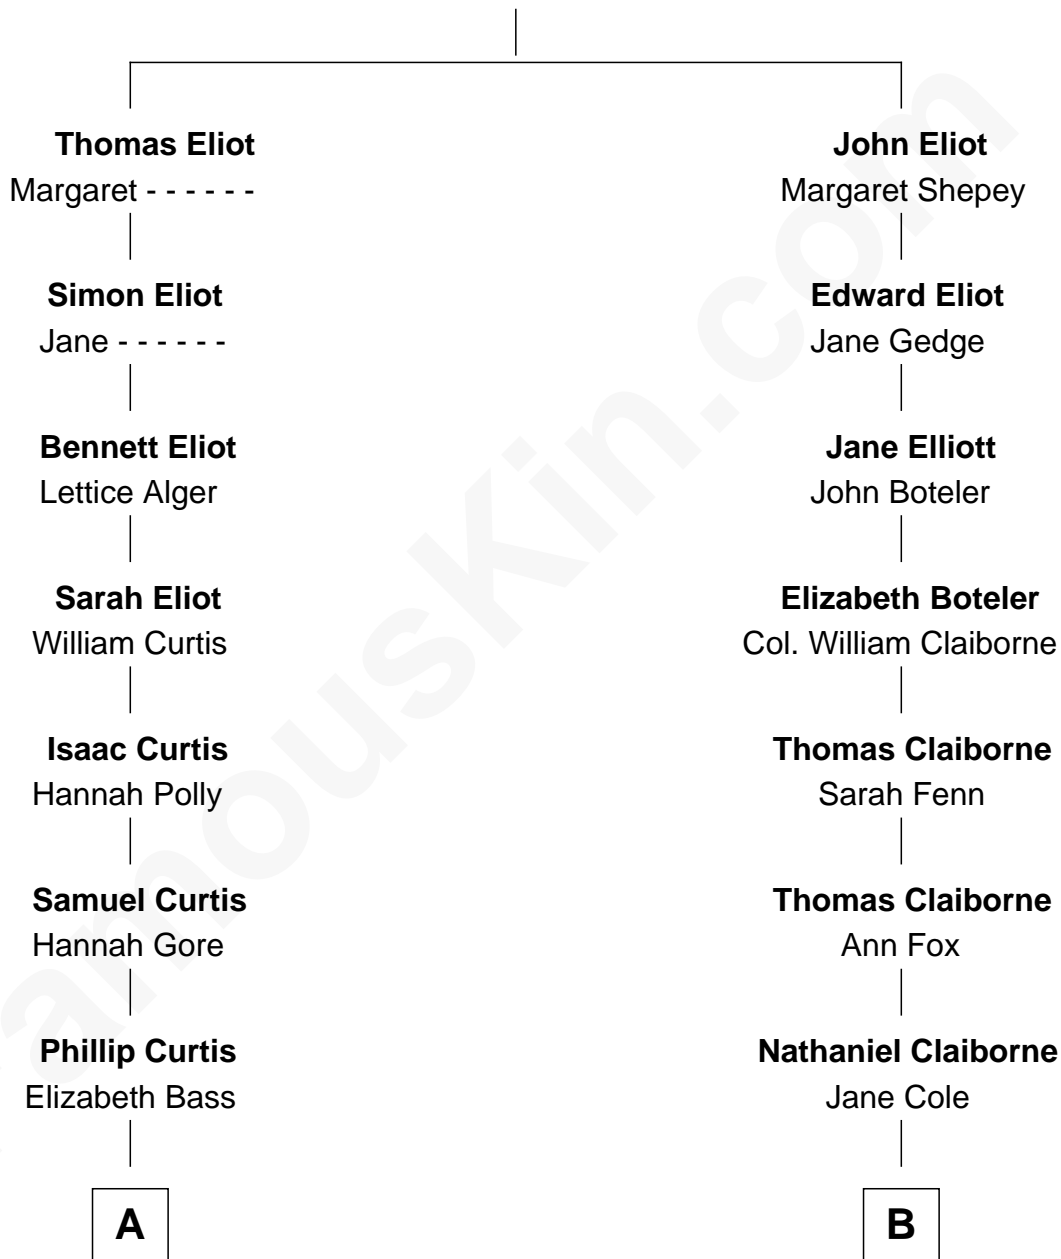 Thomas Eliot
Margaret - - - - - -
Simon Eliot
Jane - - - - - -
Bennett Eliot
Lettice Alger
Sarah Eliot
William Curtis
Isaac Curtis
Hannah Polly
Samuel Curtis
Hannah Gore
Phillip Curtis
Elizabeth Bass
A
John Eliot
Margaret Shepey
Edward Eliot
Jane Gedge
Jane Elliott
John Boteler
Elizabeth Boteler
Col. William Claiborne
Thomas Claiborne
Sarah Fenn
Thomas Claiborne
Ann Fox
Nathaniel Claiborne
Jane Cole
B
amouskin.com